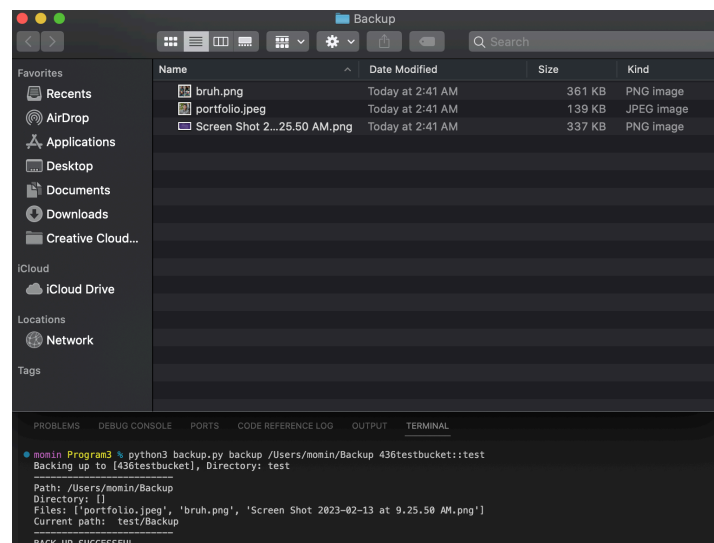 Backup
Search
Favorites
Recents
AirDrop
Applications
Desktop
Documents
Downloads
Creative Cloud...
iCloud
iCloud Drive
Locations
Network
Tags
Name Date Modified Size Kind
bruh.png Today at 2:41 AM 361 KB PNG image
portfolio.jpeg Today at 2:41 AM 139 KB JPEG image
Screen Shot 2...25.50 AM.png Today at 2:41 AM 337 KB PNG image
PROBLEMS DEBUG CONSOLE PORTS CODE REFERENCE LOG OUTPUT TERMINAL
momin Program3 % python3 backup.py backup /Users/momin/Backup 436testbucket::test
Backing up to [436testbucket], Directory: test
-------------------------
Path: /Users/momin/Backup
Directory: []
Files: ['portfolio.jpeg', 'bruh.png', 'Screen Shot 2023-02-13 at 9.25.50 AM.png']
Current path: test/Backup
-------------------------
BACK UP SUCCESSFUL